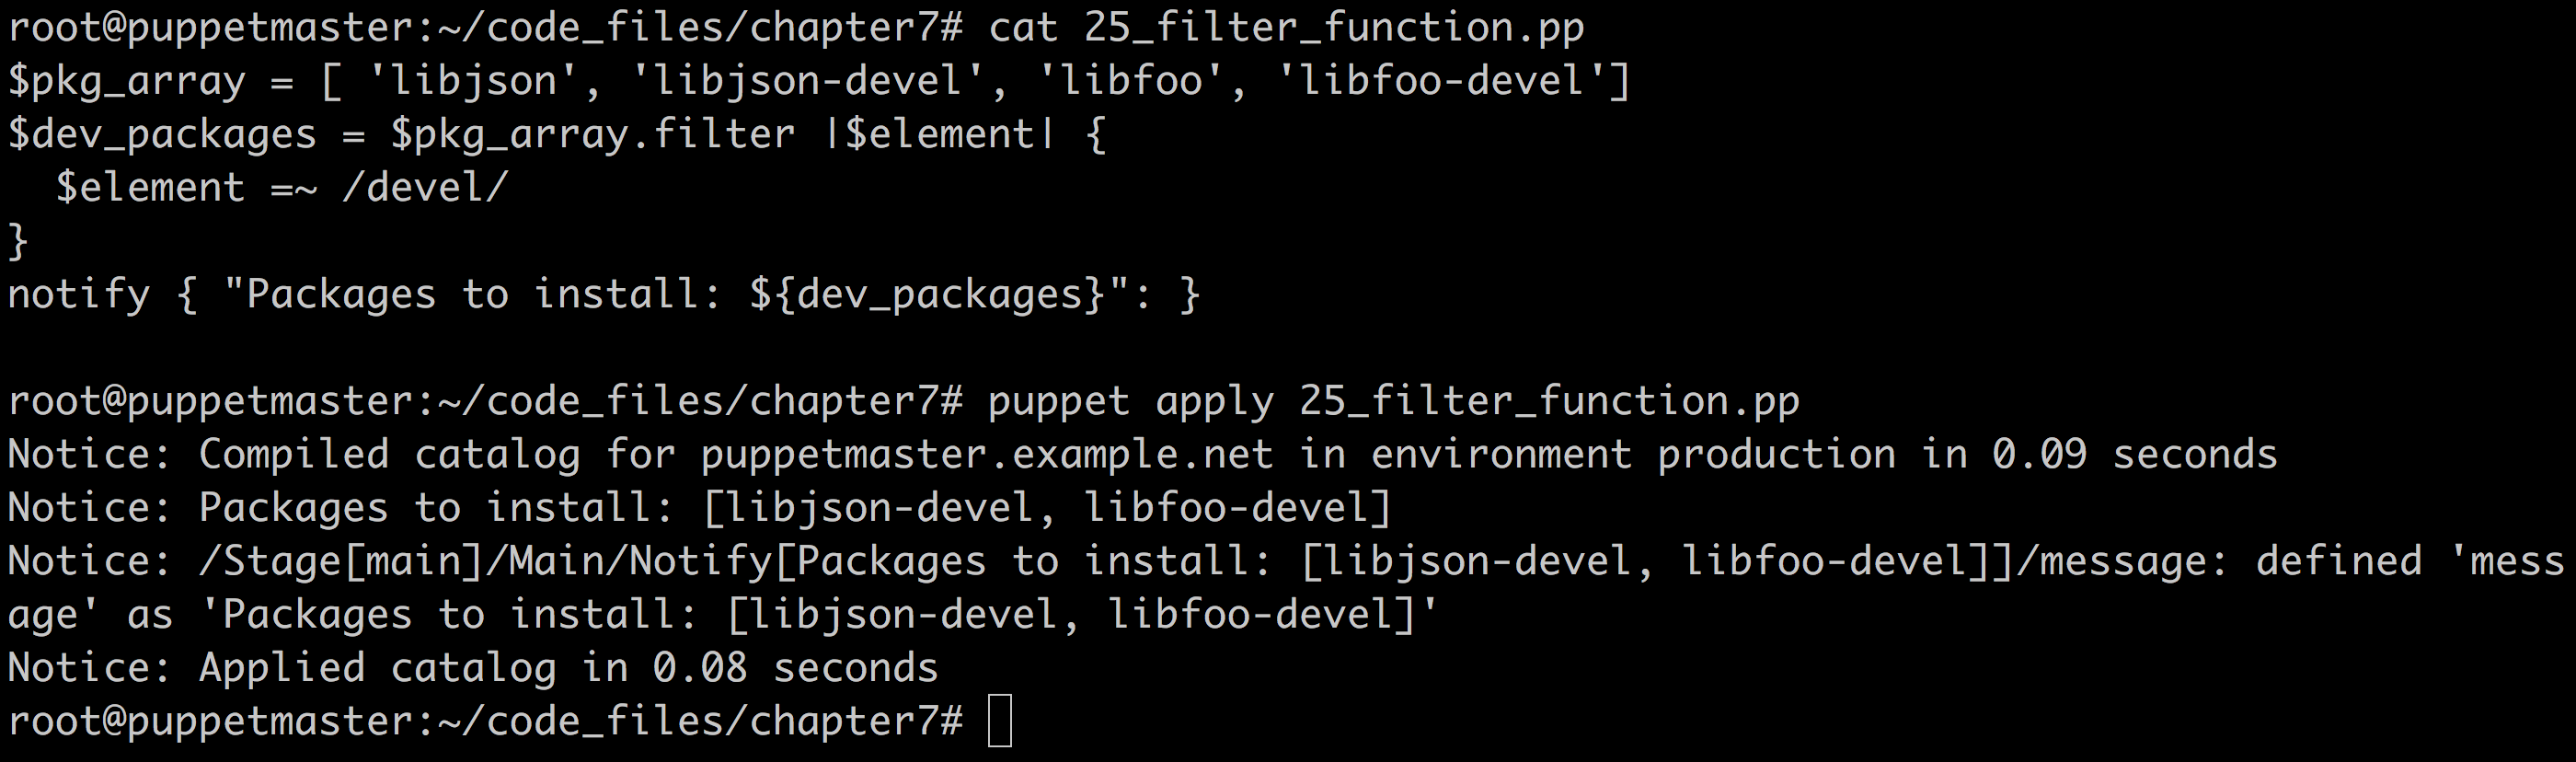 root@puppetmaster:~/code_files/chapter7# cat 25_filter_function.pp
$pkg_array = [ 'libjson', 'libjson-devel', 'libfoo', 'libfoo-devel']
$dev_packages = $pkg_array.filter |$element| {
  $element =~ /devel/
}
notify { "Packages to install: ${dev_packages}": }

root@puppetmaster:~/code_files/chapter7# puppet apply 25_filter_function.pp
Notice: Compiled catalog for puppetmaster.example.net in environment production in 0.09 seconds
Notice: Packages to install: [libjson-devel, libfoo-devel]
Notice: /Stage[main]/Main/Notify[Packages to install: [libjson-devel, libfoo-devel]]/message: defined 'mess
age' as 'Packages to install: [libjson-devel, libfoo-devel]'
Notice: Applied catalog in 0.08 seconds
root@puppetmaster:~/code_files/chapter7#